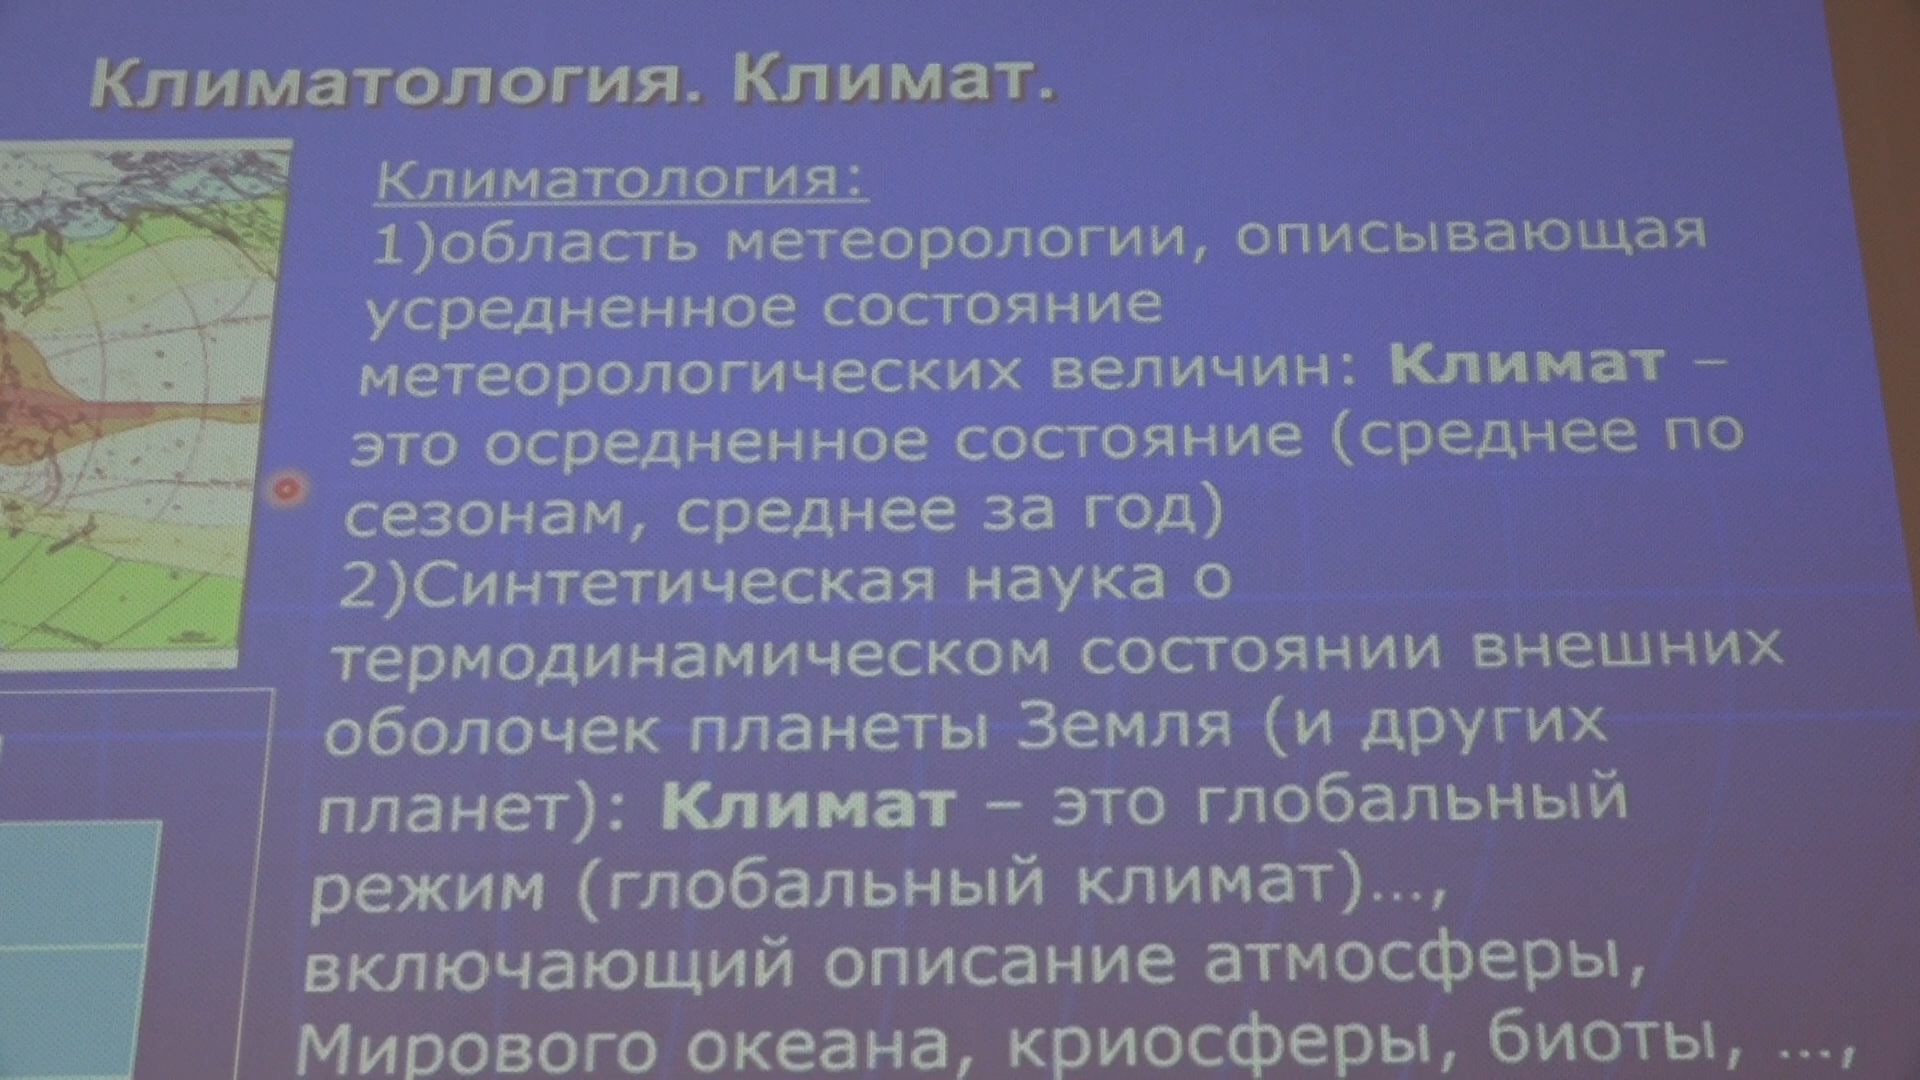 Климатология. Климат.
Климатология:
1)область метеорологии, описывающая
усредненное состояние
метеорологических величин: Климат –
это осредненное состояние (среднее по
сезонам, среднее за год)
2)Синтетическая наука о
термодинамическом состоянии внешних
оболочек планеты Земля (и других
планет): Климат – это глобальный
режим (глобальный климат)...,
включающий описание атмосферы,
Мирового океана, криосферы, биоты, ...,